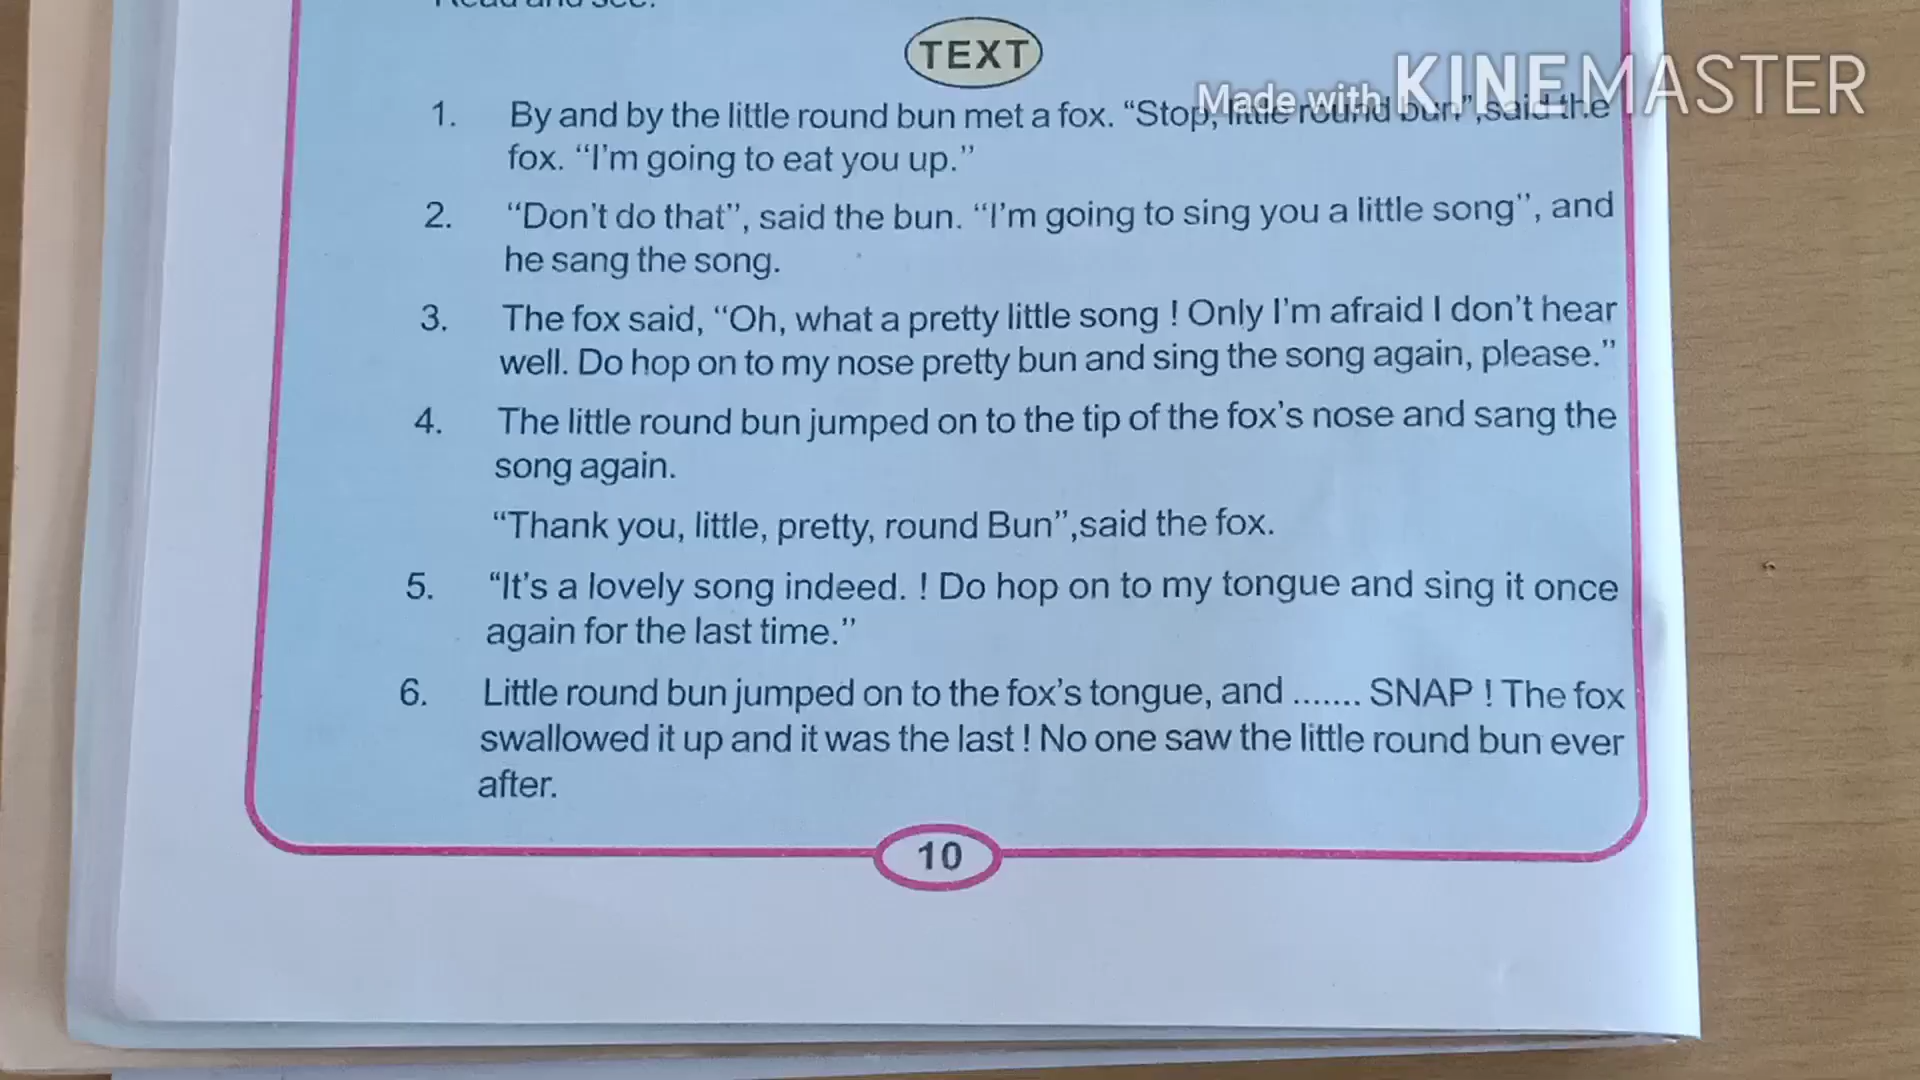 Read and see.
TEXT
Made with KINEMASTER
1. By and by the little round bun met a fox. “Stop, little round bun”,said the
fox. “I’m going to eat you up.”
2. “Don’t do that”, said the bun. “I’m going to sing you a little song”, and
he sang the song.
3. The fox said, “Oh, what a pretty little song ! Only I’m afraid I don’t hear
well. Do hop on to my nose pretty bun and sing the song again, please.”
4. The little round bun jumped on to the tip of the fox’s nose and sang the
song again.
“Thank you, little, pretty, round Bun”,said the fox.
5. “It’s a lovely song indeed. ! Do hop on to my tongue and sing it once
again for the last time.”
6. Little round bun jumped on to the fox’s tongue, and ....... SNAP ! The fox
swallowed it up and it was the last ! No one saw the little round bun ever
after.
10